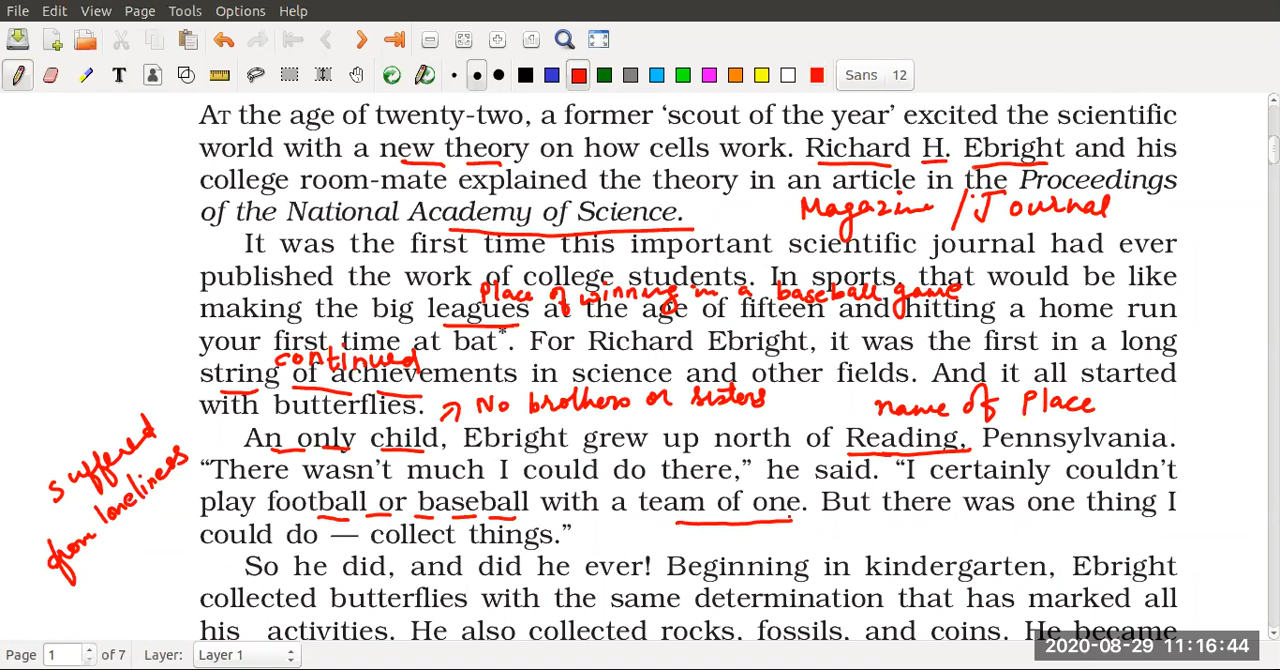 File Edit View Page Tools Options Help
T Sans 12
AT the age of twenty-two, a former ‘scout of the year’ excited the scientific
world with a new theory on how cells work. Richard H. Ebright and his
college room-mate explained the theory in an article in the Proceedings
of the National Academy of Science. Magazine / Journal
It was the first time this important scientific journal had ever
published the work of college students. In sports, that would be like
Place of winning in a baseball game
making the big leagues at the age of fifteen and hitting a home run
your first time at bat*. For Richard Ebright, it was the first in a long
continued
string of achievements in science and other fields. And it all started
with butterflies. No brothers or sisters name of Place
An only child, Ebright grew up north of Reading, Pennsylvania.
“There wasn’t much I could do there,” he said. “I certainly couldn’t
play football or baseball with a team of one. But there was one thing I
could do — collect things.”
suffered
from loneliness
So he did, and did he ever! Beginning in kindergarten, Ebright
collected butterflies with the same determination that has marked all
his activities. He also collected rocks, fossils, and coins. He became
2020-08-29 11:16:44
Page 1 of 7 Layer: Layer 1